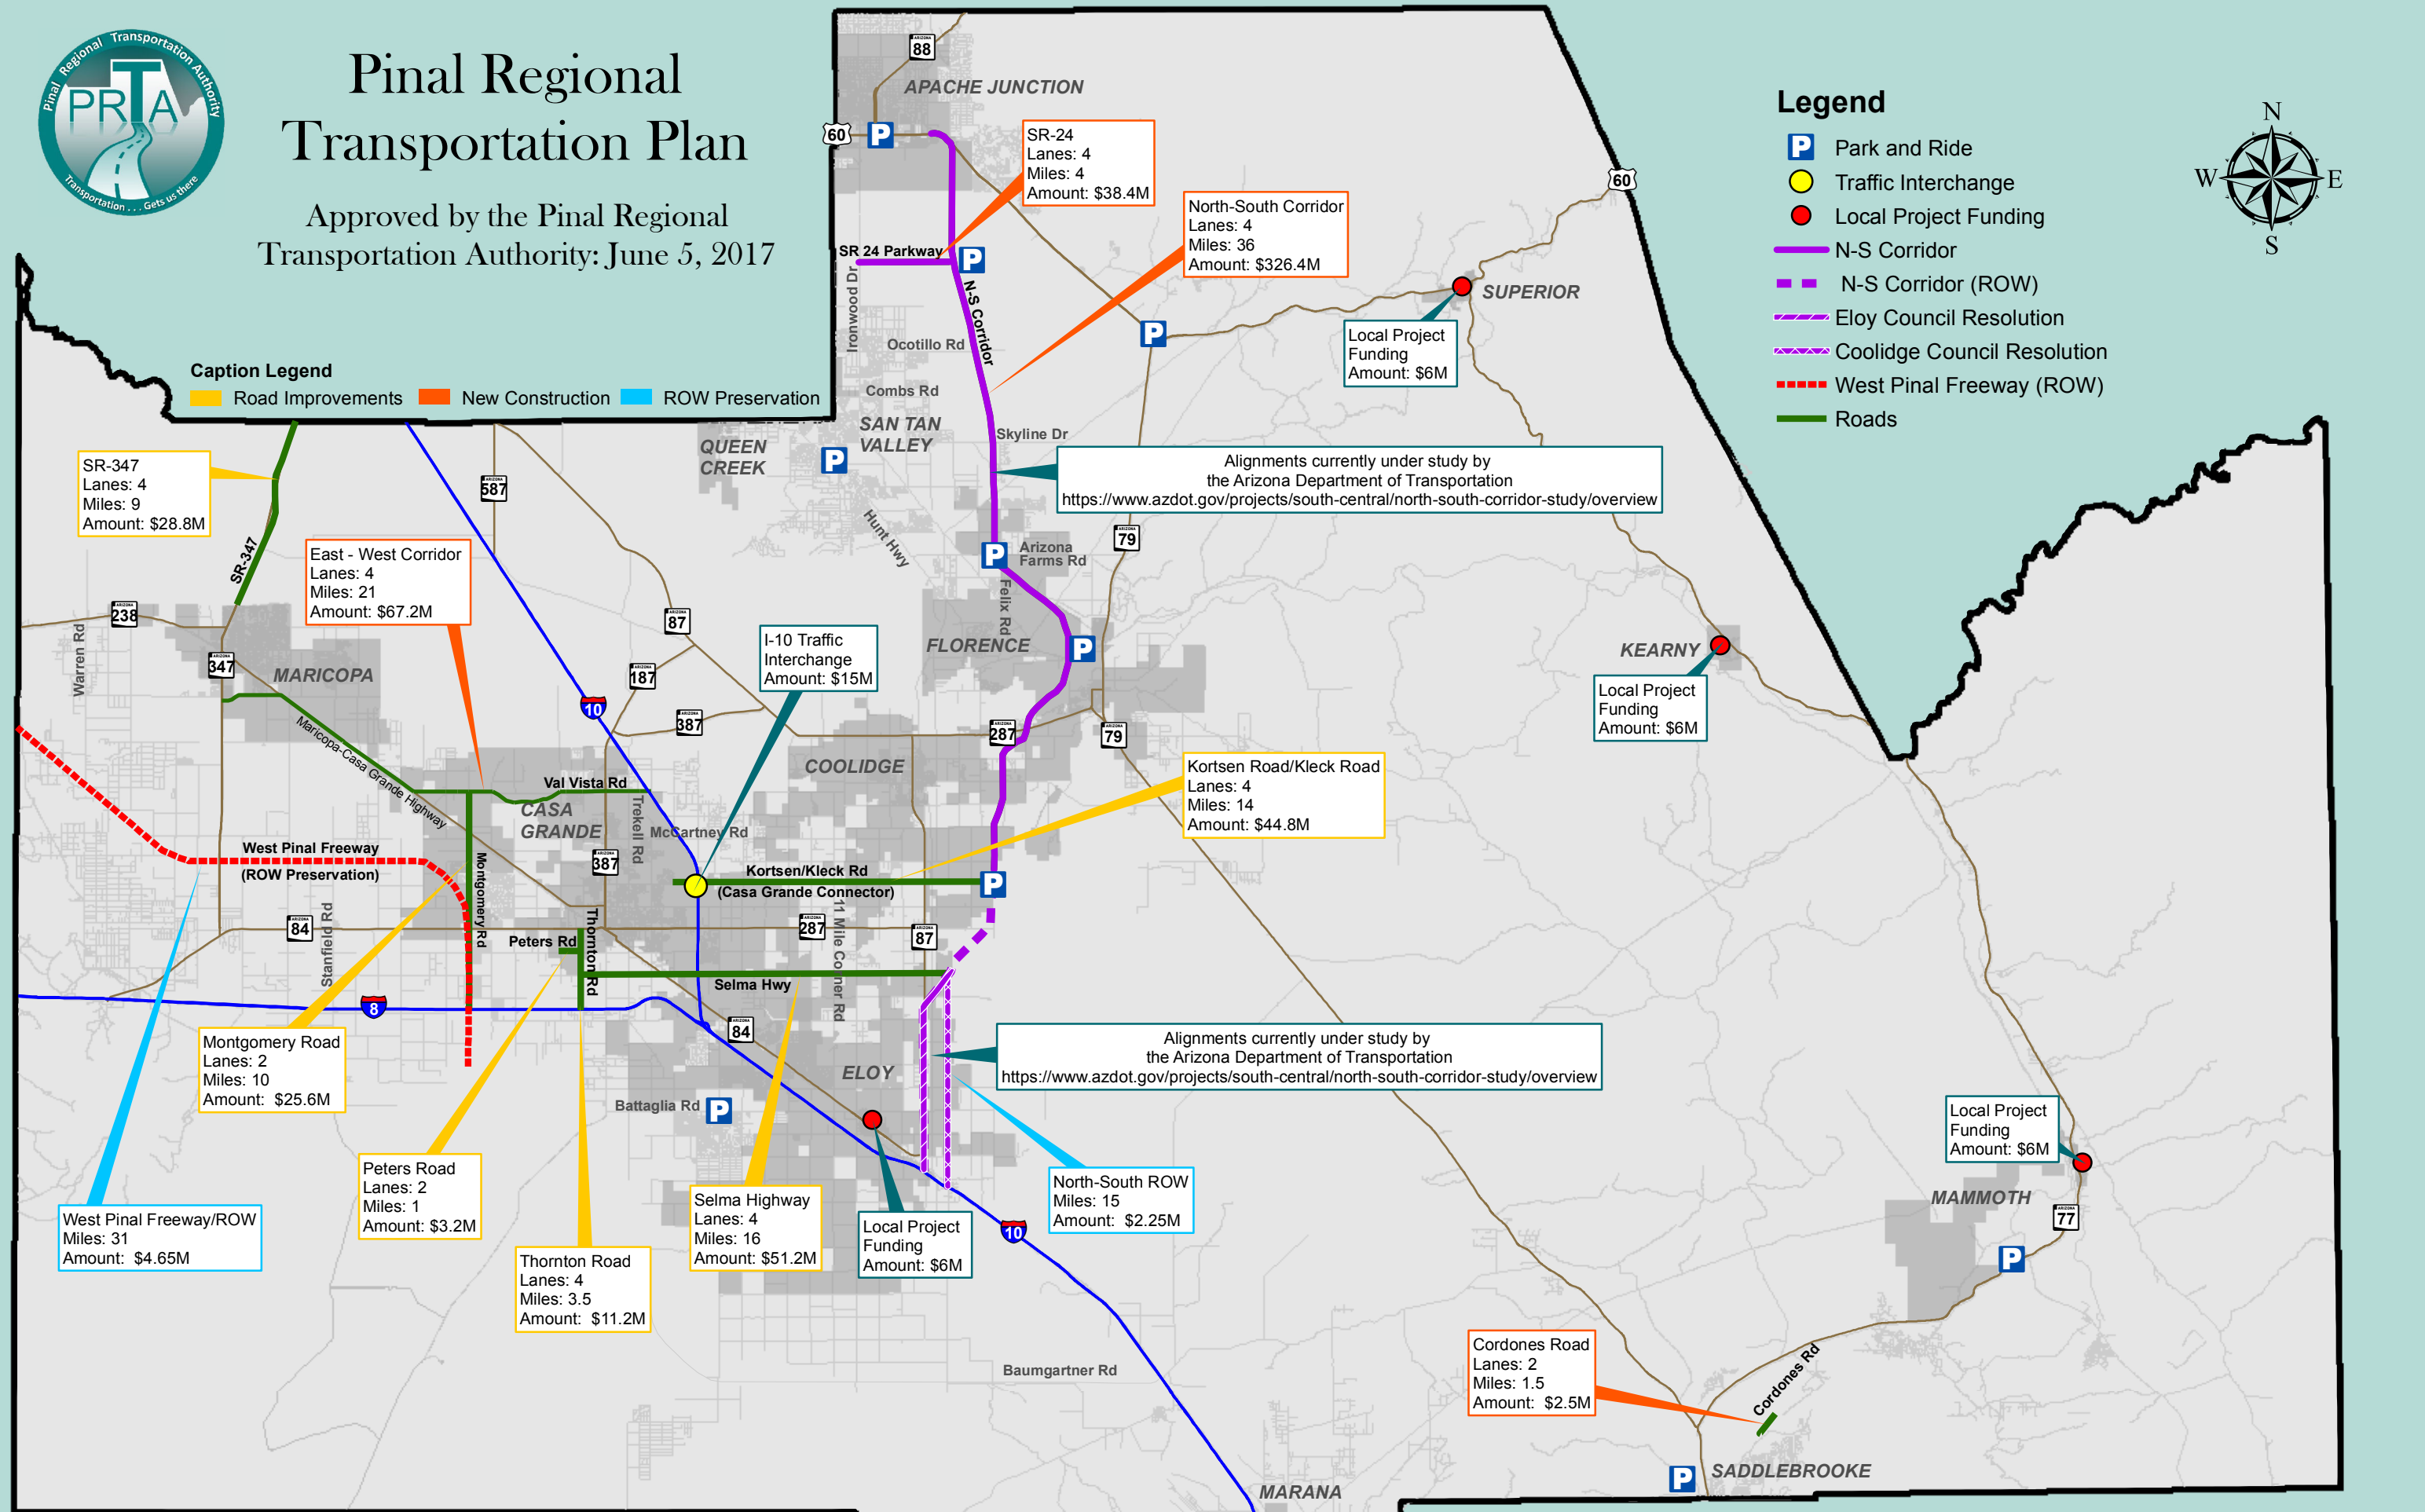 Pinal Regional Transportation Authority
PRTA
Transportation . . . Gets us there
Pinal Regional
Transportation Plan
Approved by the Pinal Regional
Transportation Authority: June 5, 2017
Caption Legend
Road Improvements
New Construction
ROW Preservation
Legend
Park and Ride
Traffic Interchange
Local Project Funding
N-S Corridor
N-S Corridor (ROW)
Eloy Council Resolution
Coolidge Council Resolution
West Pinal Freeway (ROW)
Roads
N
W
E
S
ARIZONA
88
APACHE JUNCTION
60
P
SR-24
Lanes: 4
Miles: 4
Amount: $38.4M
60
North-South Corridor
Lanes: 4
Miles: 36
Amount: $326.4M
SR 24 Parkway
P
Ironwood Dr
N-S Corridor
SUPERIOR
Local Project
Funding
Amount: $6M
P
Ocotillo Rd
Combs Rd
SAN TAN
VALLEY
QUEEN
CREEK
P
Skyline Dr
Alignments currently under study by
the Arizona Department of Transportation
https://www.azdot.gov/projects/south-central/north-south-corridor-study/overview
SR-347
Lanes: 4
Miles: 9
Amount: $28.8M
ARIZONA
587
SR-347
Hunt Hwy
ARIZONA
79
P
Arizona
Farms Rd
Felix Rd
East - West Corridor
Lanes: 4
Miles: 21
Amount: $67.2M
ARIZONA
238
Warren Rd
ARIZONA
347
MARICOPA
ARIZONA
87
ARIZONA
187
I-10 Traffic
Interchange
Amount: $15M
FLORENCE
P
KEARNY
Local Project
Funding
Amount: $6M
10
ARIZONA
387
ARIZONA
287
ARIZONA
79
Maricopa-Casa Grande Highway
Val Vista Rd
COOLIDGE
Kortsen Road/Kleck Road
Lanes: 4
Miles: 14
Amount: $44.8M
CASA
GRANDE
Trekell Rd
McCartney Rd
West Pinal Freeway
(ROW Preservation)
Montgomery Rd
ARIZONA
387
Kortsen/Kleck Rd
(Casa Grande Connector)
P
ARIZONA
84
Stanfield Rd
Peters Rd
Thornton Rd
ARIZONA
287
11 Mile Corner Rd
ARIZONA
87
Selma Hwy
8
ARIZONA
84
Montgomery Road
Lanes: 2
Miles: 10
Amount: $25.6M
ELOY
Alignments currently under study by
the Arizona Department of Transportation
https://www.azdot.gov/projects/south-central/north-south-corridor-study/overview
Battaglia Rd
P
Local Project
Funding
Amount: $6M
MAMMOTH
ARIZONA
77
P
West Pinal Freeway/ROW
Miles: 31
Amount: $4.65M
Peters Road
Lanes: 2
Miles: 1
Amount: $3.2M
Thornton Road
Lanes: 4
Miles: 3.5
Amount: $11.2M
Selma Highway
Lanes: 4
Miles: 16
Amount: $51.2M
Local Project
Funding
Amount: $6M
North-South ROW
Miles: 15
Amount: $2.25M
10
Baumgartner Rd
Cordones Road
Lanes: 2
Miles: 1.5
Amount: $2.5M
Cordones Rd
P
SADDLEBROOKE
MARANA